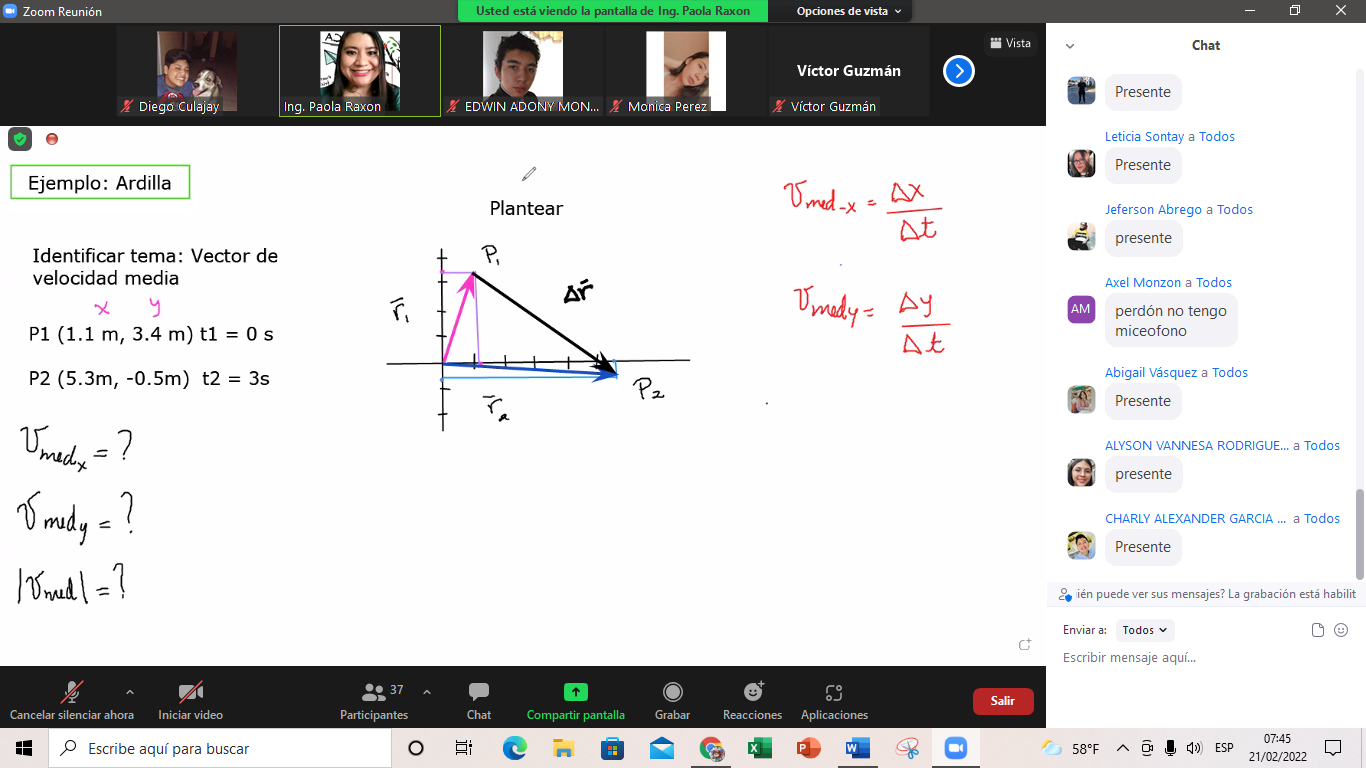 Zoom Reunión
Usted está viendo la pantalla de Ing. Paola Raxon
Opciones de vista
Diego Culajay
Ing. Paola Raxon
EDWIN ADONY MON...
Monica Perez
Víctor Guzmán
Víctor Guzmán
Vista
Ejemplo: Ardilla
Identificar tema: Vector de
velocidad media
x y
P1 (1.1 m, 3.4 m) t1 = 0 s
P2 (5.3m, -0.5m) t2 = 3s
Vmedx = ?
Vmedy = ?
|Vmed| = ?
Plantear
P1
r̄1
Δr̄
P2
r̄2
Vmed-x = Δx
Δt
Vmedy = Δy
Δt
Chat
Presente
Leticia Sontay a Todos
Presente
Jeferson Abrego a Todos
presente
Axel Monzon a Todos
AM
perdón no tengo
miceofono
Abigail Vásquez a Todos
Presente
ALYSON VANNESA RODRIGUE... a Todos
presente
CHARLY ALEXANDER GARCIA ... a Todos
Presente
ién puede ver sus mensajes? La grabación está habilit
Enviar a: Todos
Escribir mensaje aquí...
Cancelar silenciar ahora
Iniciar video
37
Participantes
Chat
Compartir pantalla
Grabar
Reacciones
Aplicaciones
Salir
Escribe aquí para buscar
58°F
ESP
07:45
21/02/2022